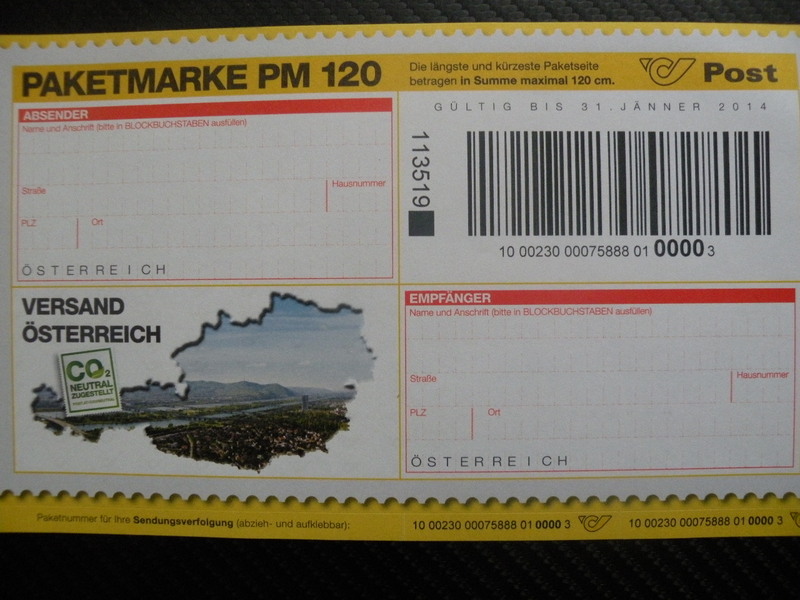 PAKETMARKE PM 120
Die längste und kürzeste Paketseite
betragen in Summe maximal 120 cm.
Post
ABSENDER
Name und Anschrift (bitte in BLOCKBUCHSTABEN ausfüllen)
Straße
Hausnummer
PLZ
Ort
ÖSTERREICH
GÜLTIG BIS 31.JÄNNER 2014
113519
10 00230 00075888 01 0000 3
VERSAND
ÖSTERREICH
CO2
NEUTRAL
ZUGESTELLT
EMPFÄNGER
Name und Anschrift (bitte in BLOCKBUCHSTABEN ausfüllen)
Straße
Hausnummer
PLZ
Ort
ÖSTERREICH
Paketnummer für Ihre Sendungsverfolgung (abzieh- und aufklebbar):
10 00230 00075888 01 0000 3
10 00230 00075888 01 0000 3